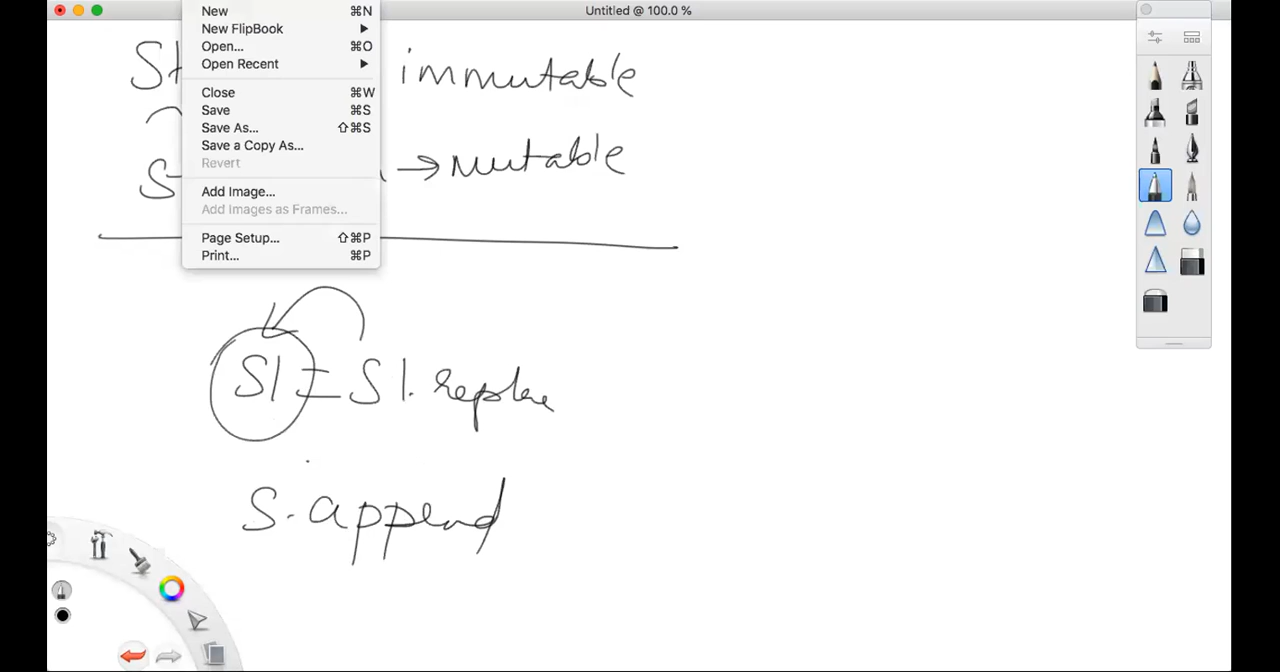 Untitled @ 100.0 %
New ⌘N
New FlipBook ▶
Open... ⌘O
Open Recent ▶
Close ⌘W
Save ⌘S
Save As... ⇧⌘S
Save a Copy As...
Revert
Add Image...
Add Images as Frames...
Page Setup... ⇧⌘P
Print... ⌘P
immutable
→ mutable
S1 = S1. replace
S. append